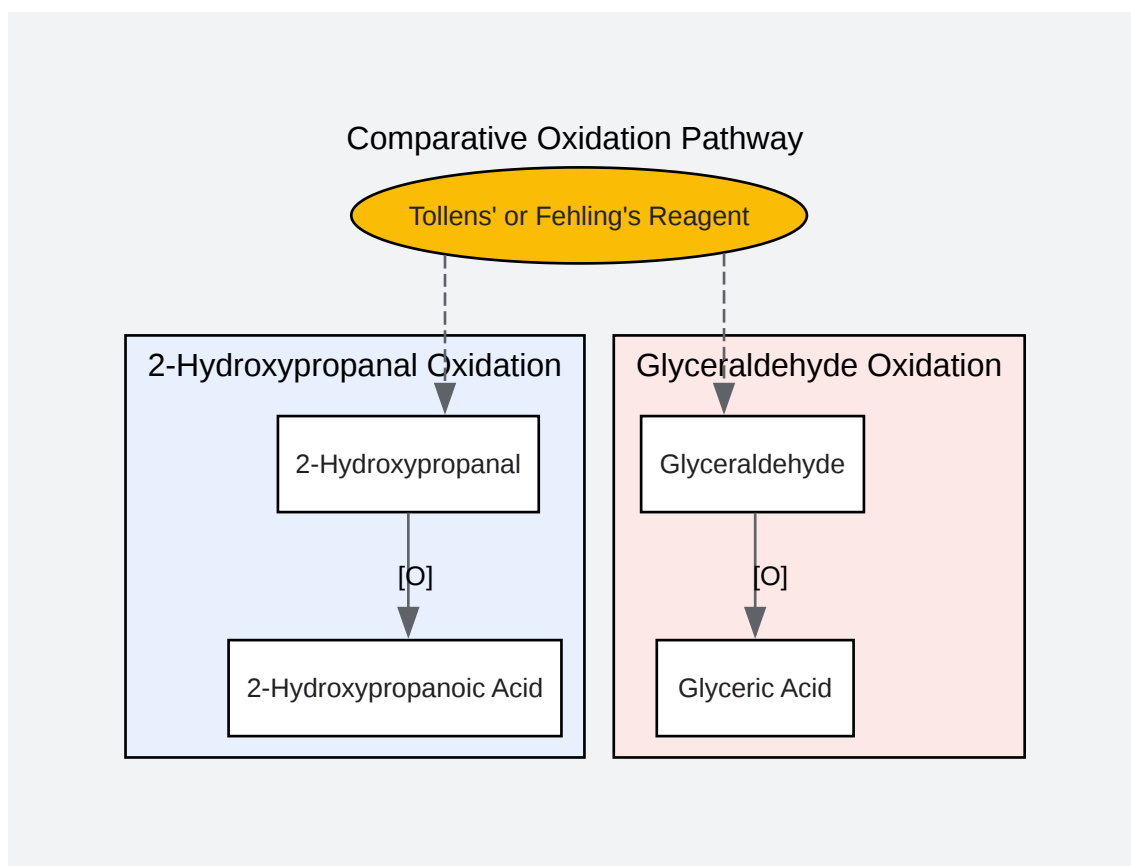 Comparative Oxidation Pathway
Tollens' or Fehling's Reagent
2-Hydroxypropanal Oxidation
2-Hydroxypropanal
[O]
2-Hydroxypropanoic Acid
Glyceraldehyde Oxidation
Glyceraldehyde
[O]
Glyceric Acid